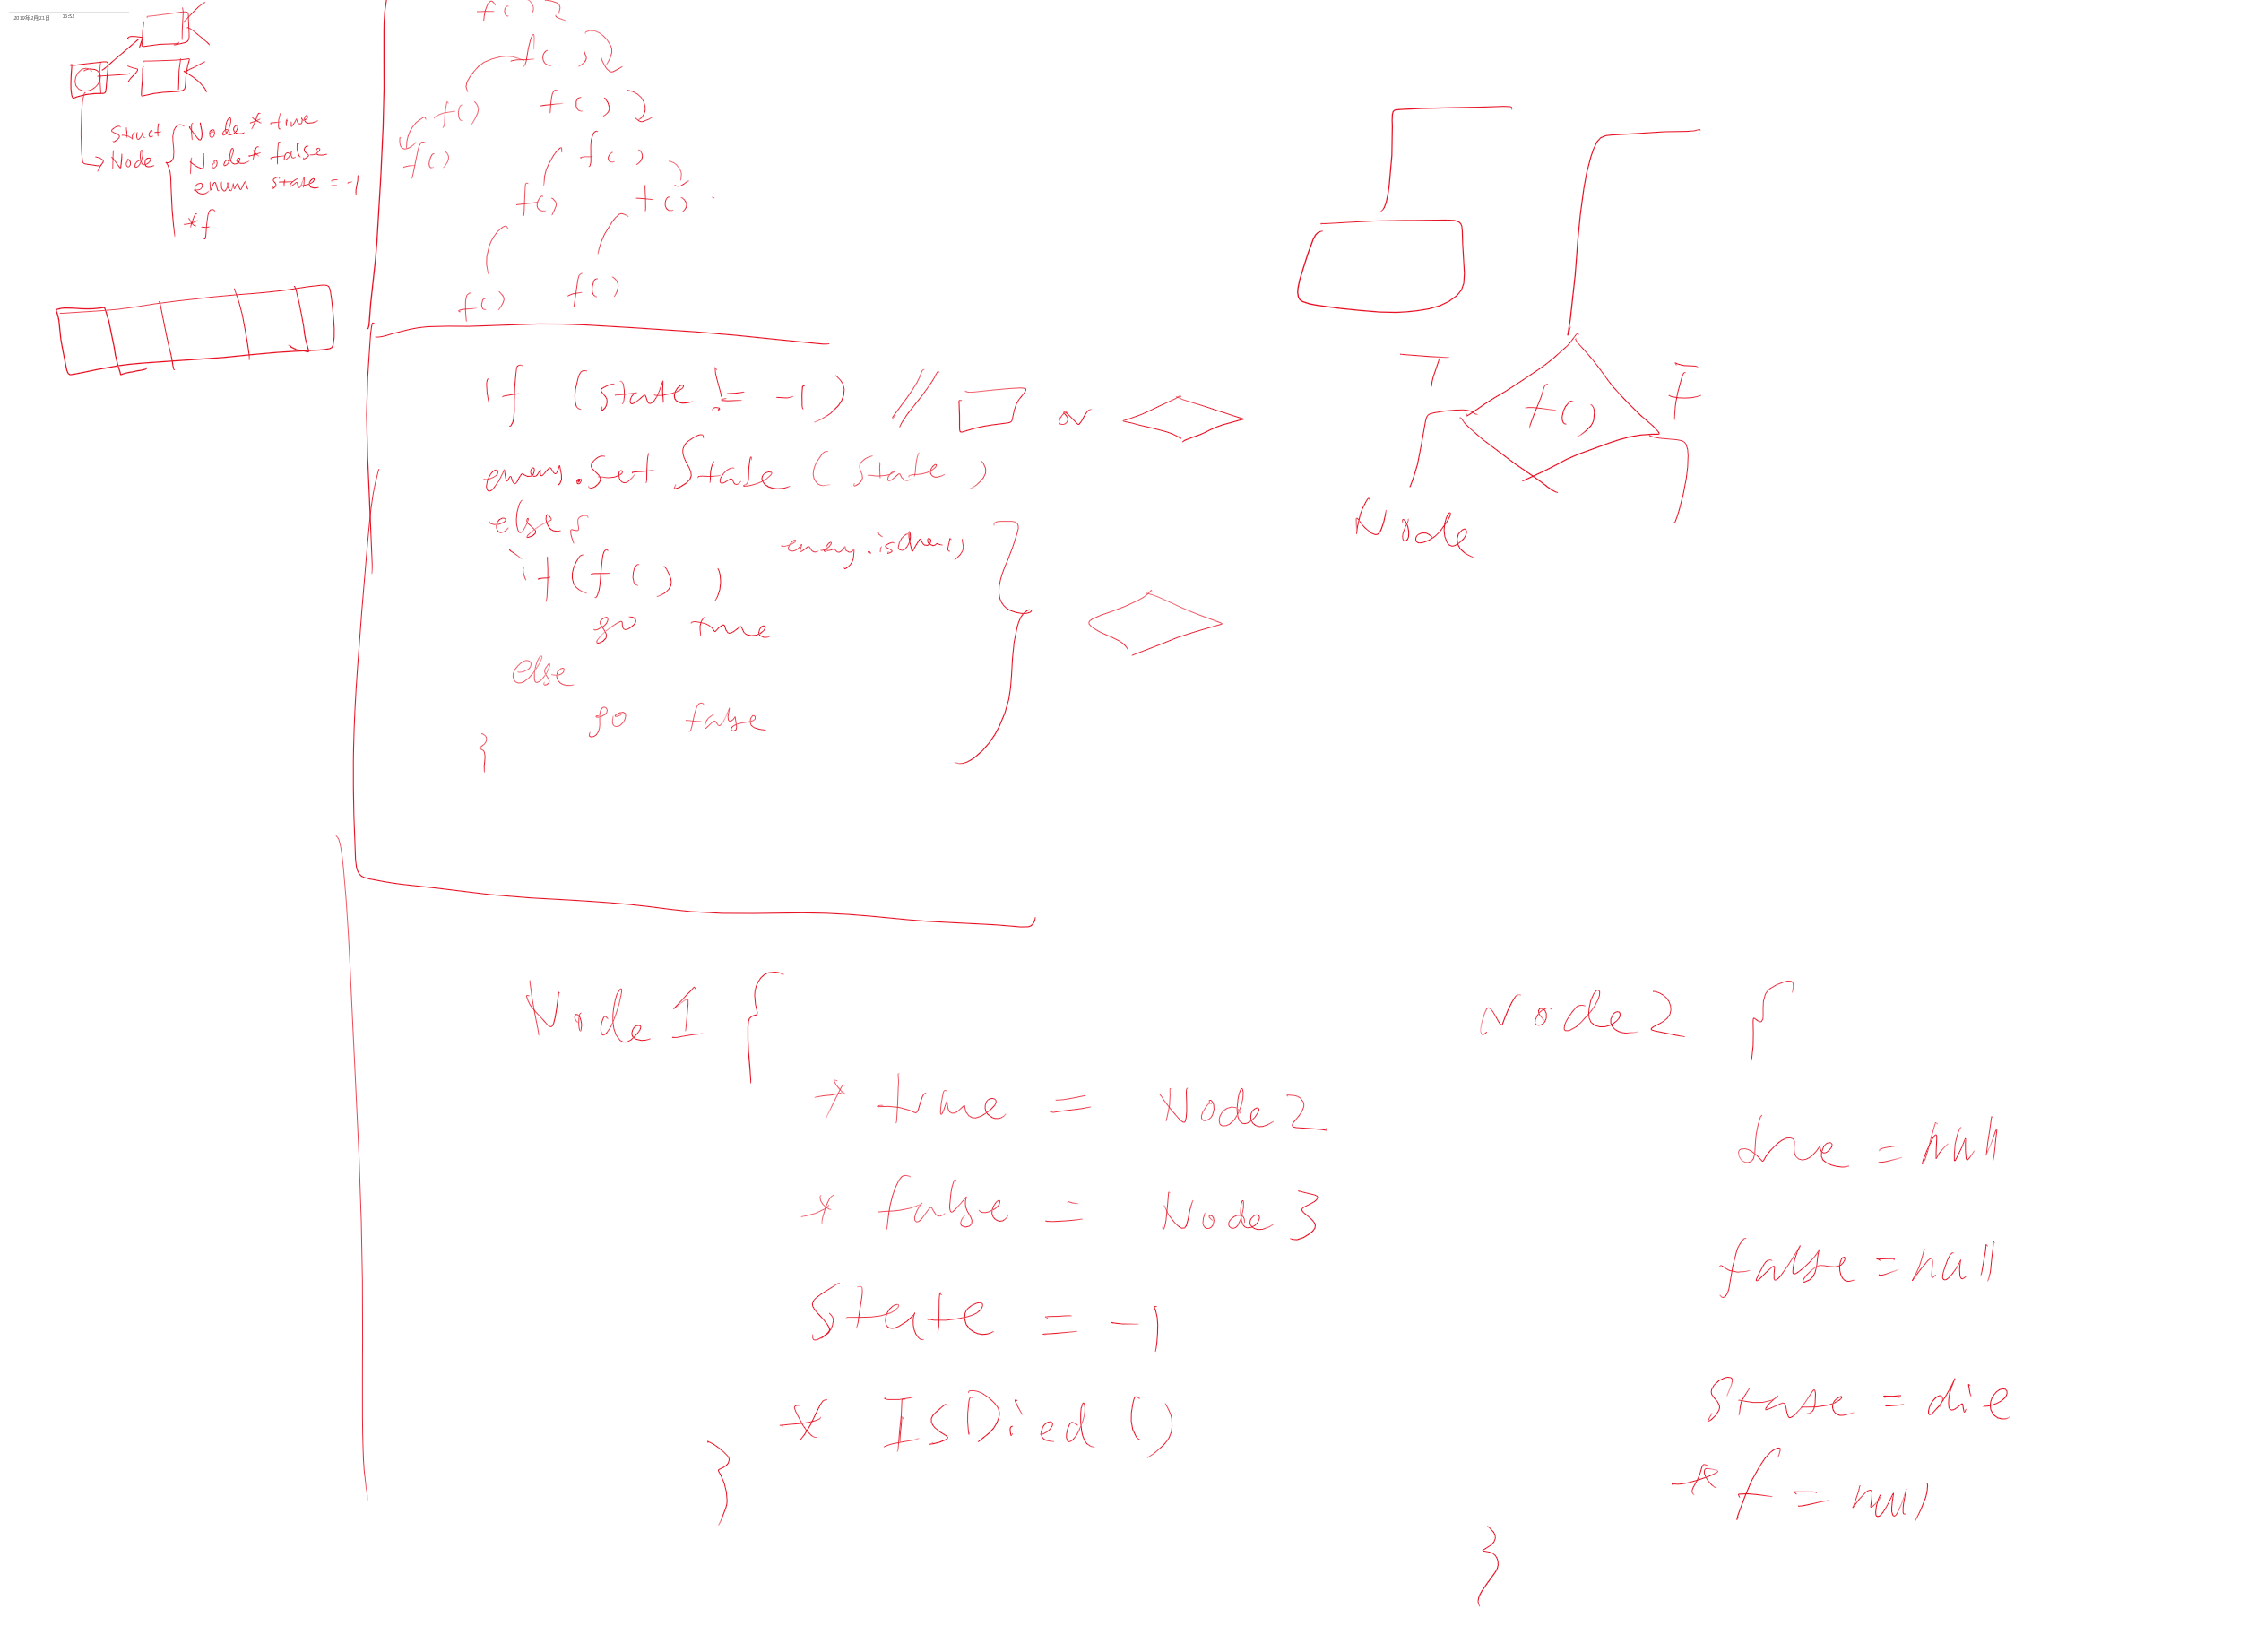 2019年2月21日 11:52
Struct Node * true
Node Node* false
enum state = -1
*f
f()
f()
f()
f()
f()
f()
f()
f()
f()
f()
if (state != -1) // or
enemy.SetState(State)
else {
if (f()) enemy.isdie()
go true
else
go false
}
T
F
f()
Node
Node 1 {
* true = Node2
* false = Node3
State = -1
* IsDied()
}
Node2 {
true = null
false = null
State = die
* f = null
}